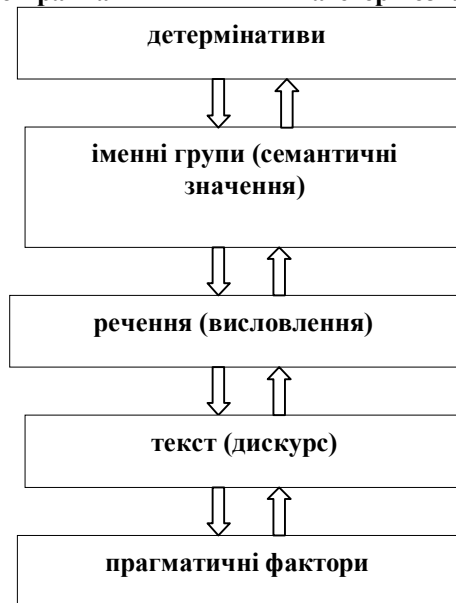 детермінативи
іменні групи (семантичні
значення)
речення (висловлення)
текст (дискурс)
прагматичні фактори